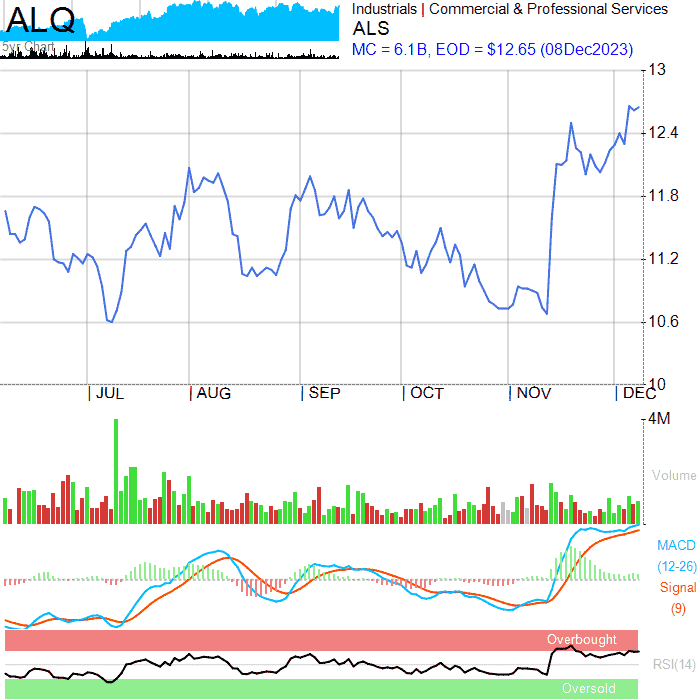 ALQ
5yr Chart
Industrials | Commercial & Professional Services
ALS
MC = 6.1B, EOD = $12.65 (08Dec2023)
13
12.4
11.8
11.2
10.6
10
JUL
AUG
SEP
OCT
NOV
DEC
4M
Volume
MACD
(12-26)
Signal
(9)
Overbought
RSI(14)
Oversold